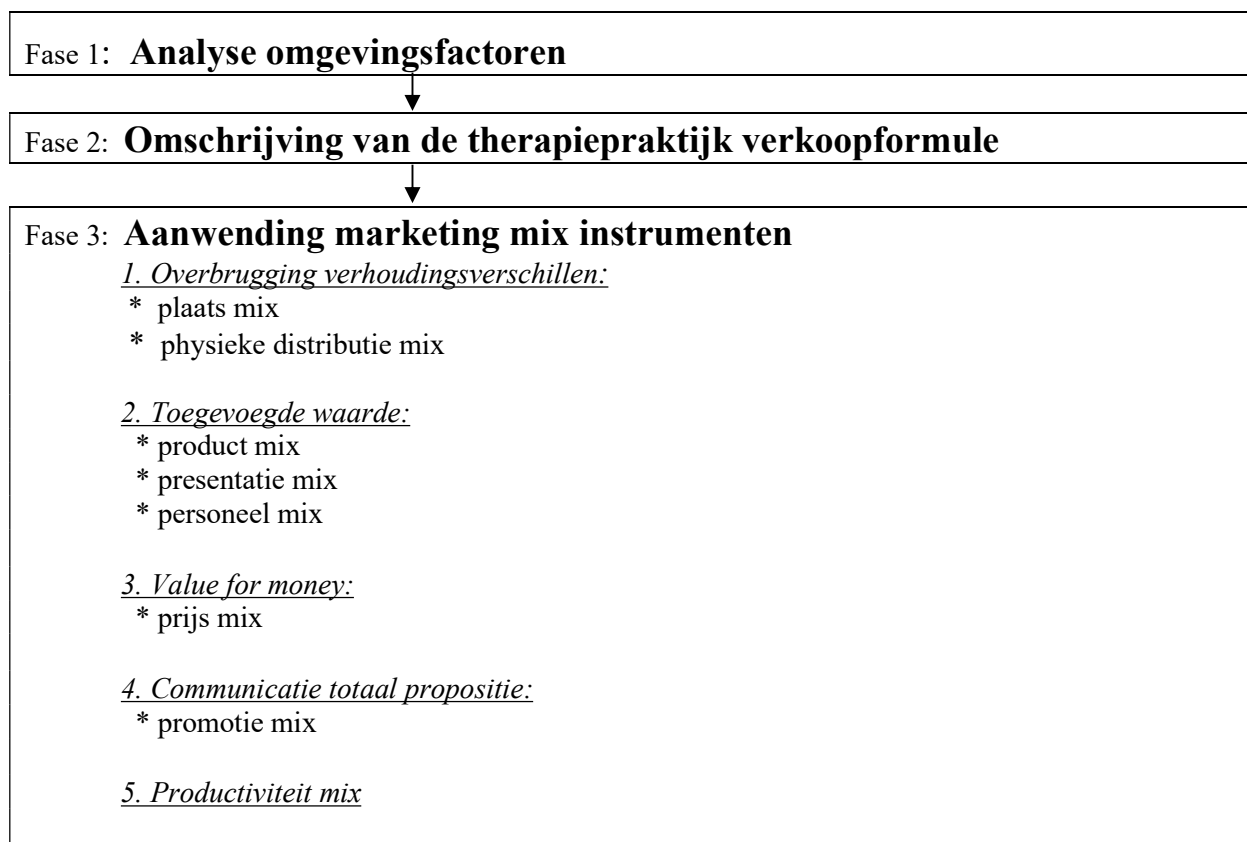 Fase 1: Analyse omgevingsfactoren
Fase 2: Omschrijving van de therapiepraktijk verkoopformule
Fase 3: Aanwending marketing mix instrumenten
1. Overbrugging verhoudingsverschillen:
* plaats mix
* physieke distributie mix
2. Toegevoegde waarde:
* product mix
* presentatie mix
* personeel mix
3. Value for money:
* prijs mix
4. Communicatie totaal propositie:
* promotie mix
5. Productiviteit mix